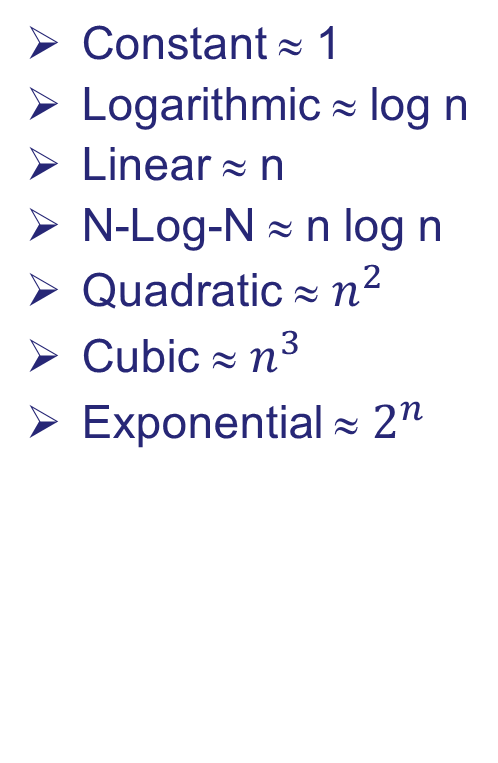 ➢ Constant ≈ 1
➢ Logarithmic ≈ log n
➢ Linear ≈ n
➢ N-Log-N ≈ n log n
➢ Quadratic ≈ n²
➢ Cubic ≈ n³
➢ Exponential ≈ 2ⁿ